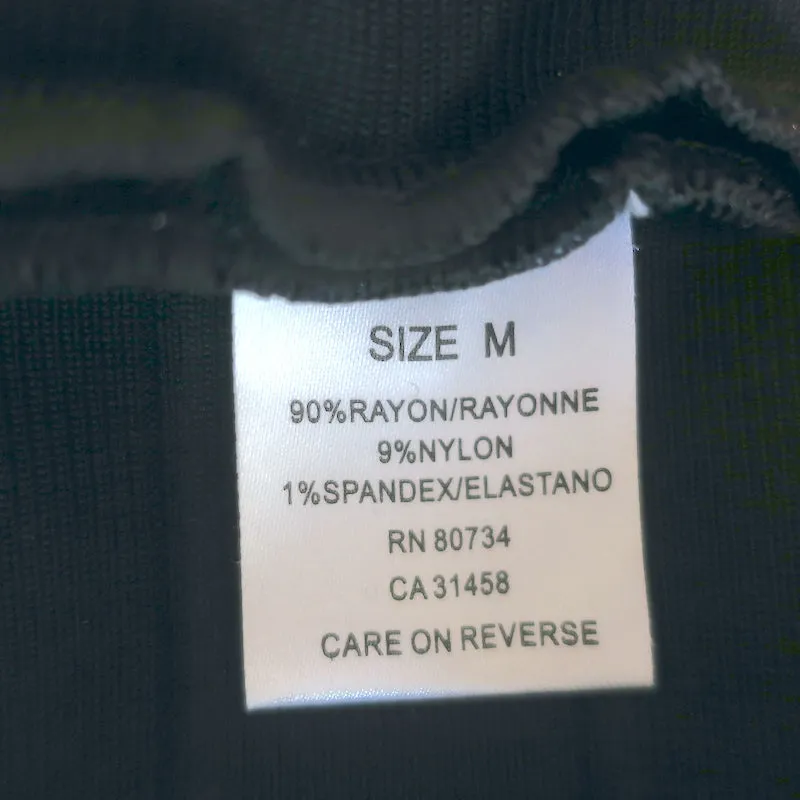 SIZE M
90%RAYON/RAYONNE
9%NYLON
1%SPANDEX/ELASTANO
RN 80734
CA 31458
CARE ON REVERSE